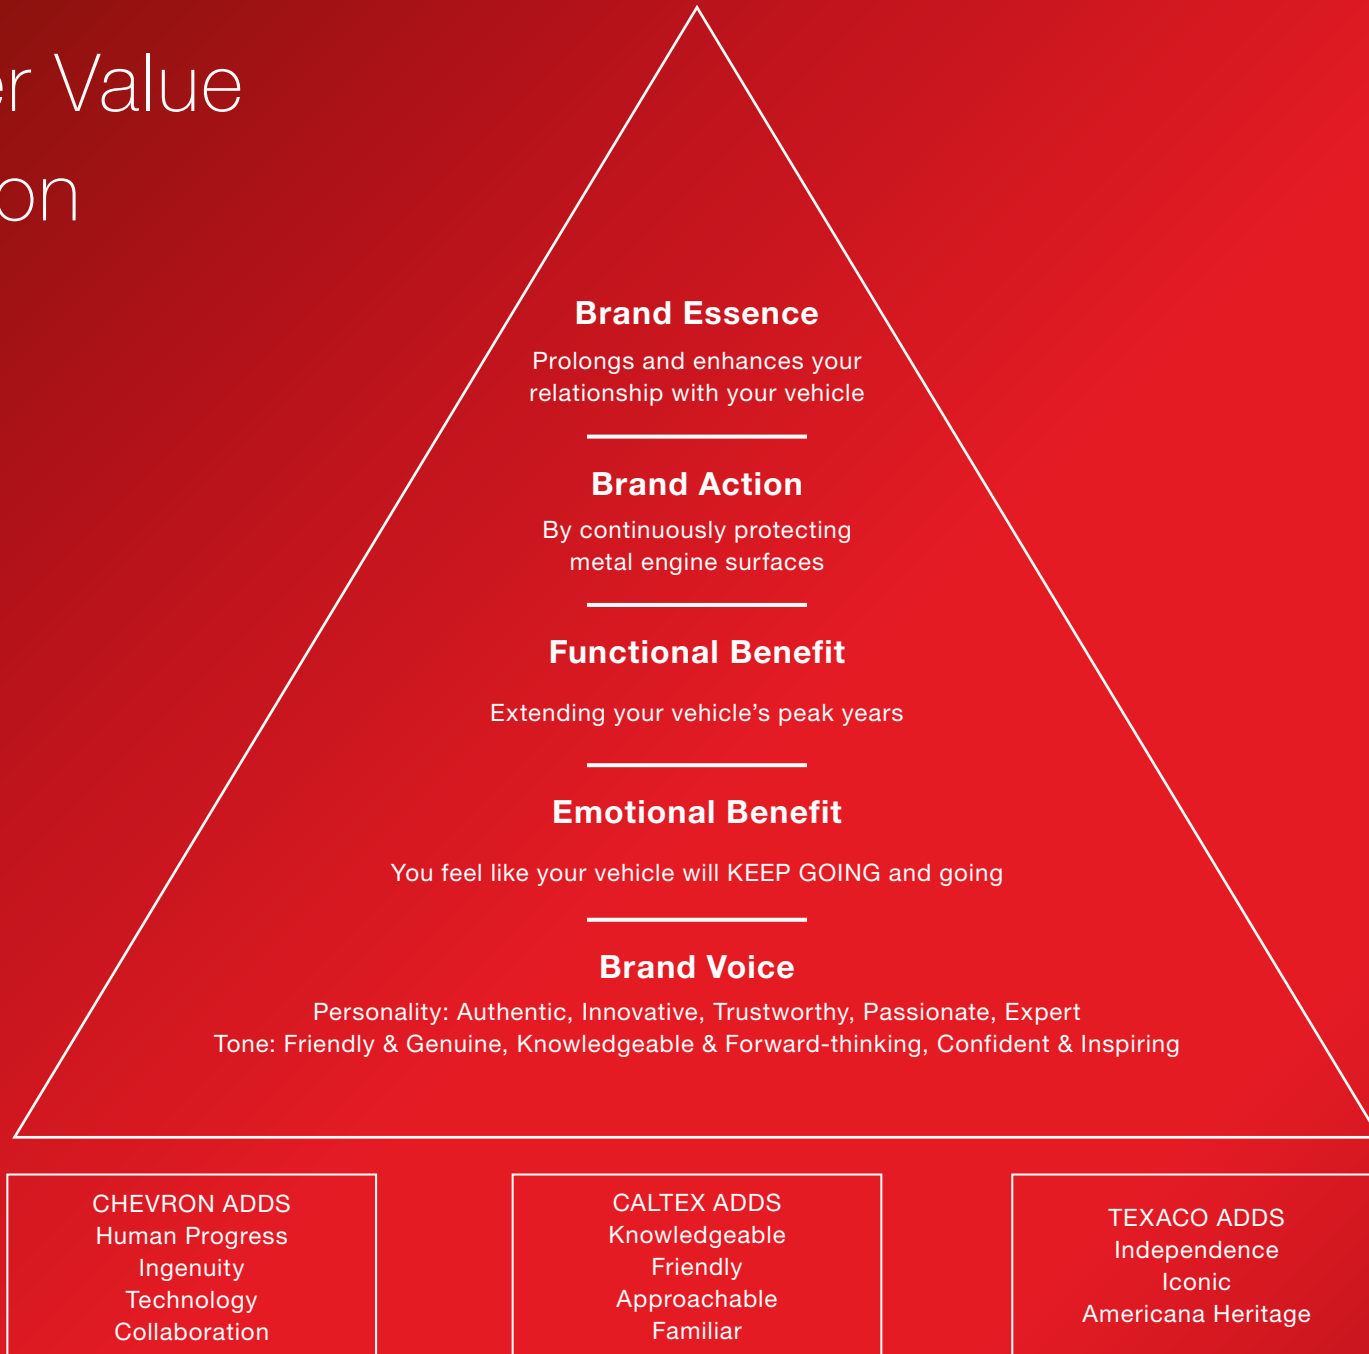 er Value
on
Brand Essence
Prolongs and enhances your
relationship with your vehicle
Brand Action
By continuously protecting
metal engine surfaces
Functional Benefit
Extending your vehicle’s peak years
Emotional Benefit
You feel like your vehicle will KEEP GOING and going
Brand Voice
Personality: Authentic, Innovative, Trustworthy, Passionate, Expert
Tone: Friendly & Genuine, Knowledgeable & Forward-thinking, Confident & Inspiring
CHEVRON ADDS
Human Progress
Ingenuity
Technology
Collaboration
CALTEX ADDS
Knowledgeable
Friendly
Approachable
Familiar
TEXACO ADDS
Independence
Iconic
Americana Heritage